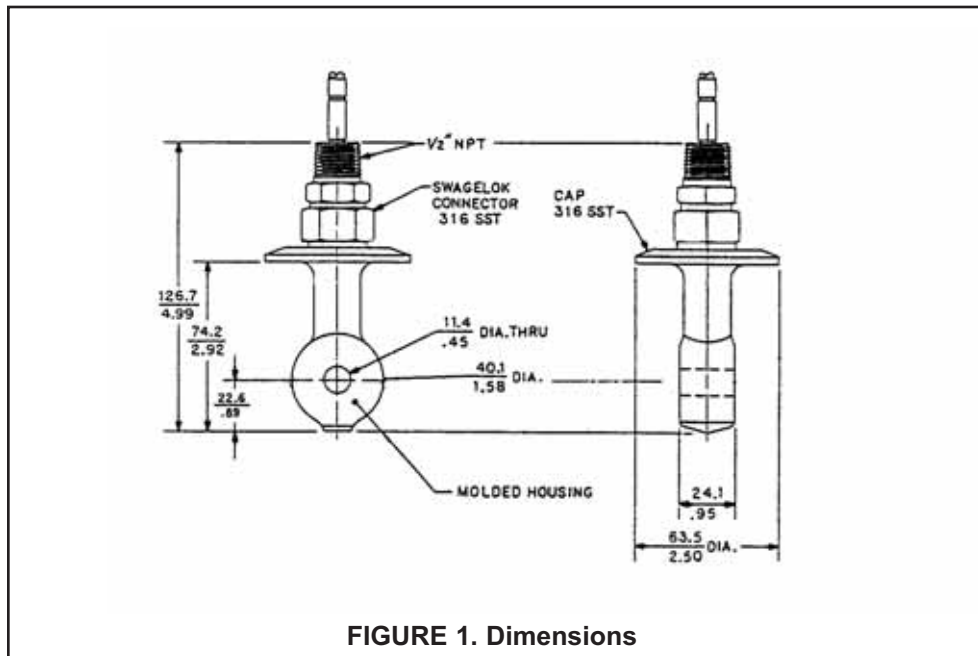 1/2" NPT
SWAGELOK
CONNECTOR
316 SST
CAP
316 SST
126.7
4.99
74.2
2.92
11.4
.45
DIA. THRU
40.1
1.58
DIA.
22.6
.89
MOLDED HOUSING
24.1
.95
63.5
2.50
DIA.
FIGURE 1. Dimensions